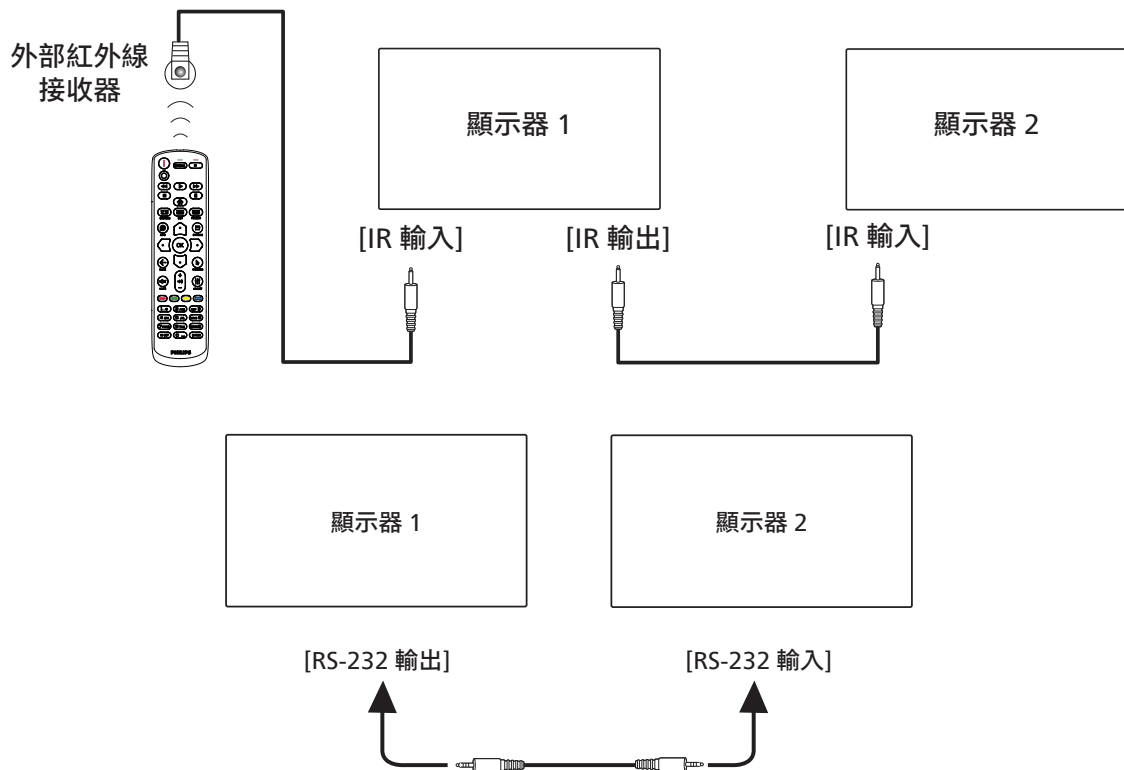 外部紅外線
接收器
顯示器 1
顯示器 2
[IR 輸入]
[IR 輸出]
[IR 輸入]
OK
PHILIPS
顯示器 1
顯示器 2
[RS-232 輸出]
[RS-232 輸入]